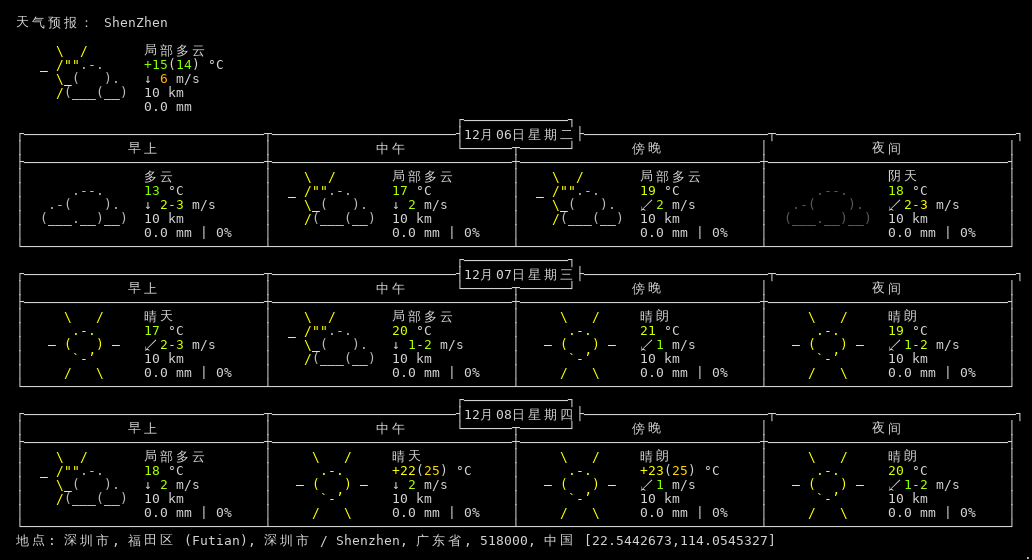 天气预报： ShenZhen
局部多云
+15(14) °C
↓ 6 m/s
10 km
0.0 mm
12月06日星期二
早上 中午 傍晚 夜间
多云 局部多云 局部多云 阴天
13 °C 17 °C 19 °C 18 °C
↓ 2-3 m/s ↓ 2 m/s ↙ 2 m/s ↙ 2-3 m/s
10 km 10 km 10 km 10 km
0.0 mm | 0% 0.0 mm | 0% 0.0 mm | 0% 0.0 mm | 0%
12月07日星期三
早上 中午 傍晚 夜间
晴天 局部多云 晴朗 晴朗
17 °C 20 °C 21 °C 19 °C
↙ 2-3 m/s ↓ 1-2 m/s ↙ 1 m/s ↙ 1-2 m/s
10 km 10 km 10 km 10 km
0.0 mm | 0% 0.0 mm | 0% 0.0 mm | 0% 0.0 mm | 0%
12月08日星期四
早上 中午 傍晚 夜间
局部多云 晴天 晴朗 晴朗
18 °C +22(25) °C +23(25) °C 20 °C
↓ 2 m/s ↓ 2 m/s ↙ 1 m/s ↙ 1-2 m/s
10 km 10 km 10 km 10 km
0.0 mm | 0% 0.0 mm | 0% 0.0 mm | 0% 0.0 mm | 0%
地点: 深圳市, 福田区 (Futian), 深圳市 / Shenzhen, 广东省, 518000, 中国 [22.5442673,114.0545327]